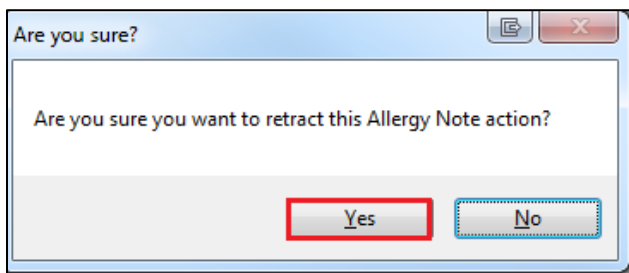 Are you sure?
Are you sure you want to retract this Allergy Note action?
Yes No